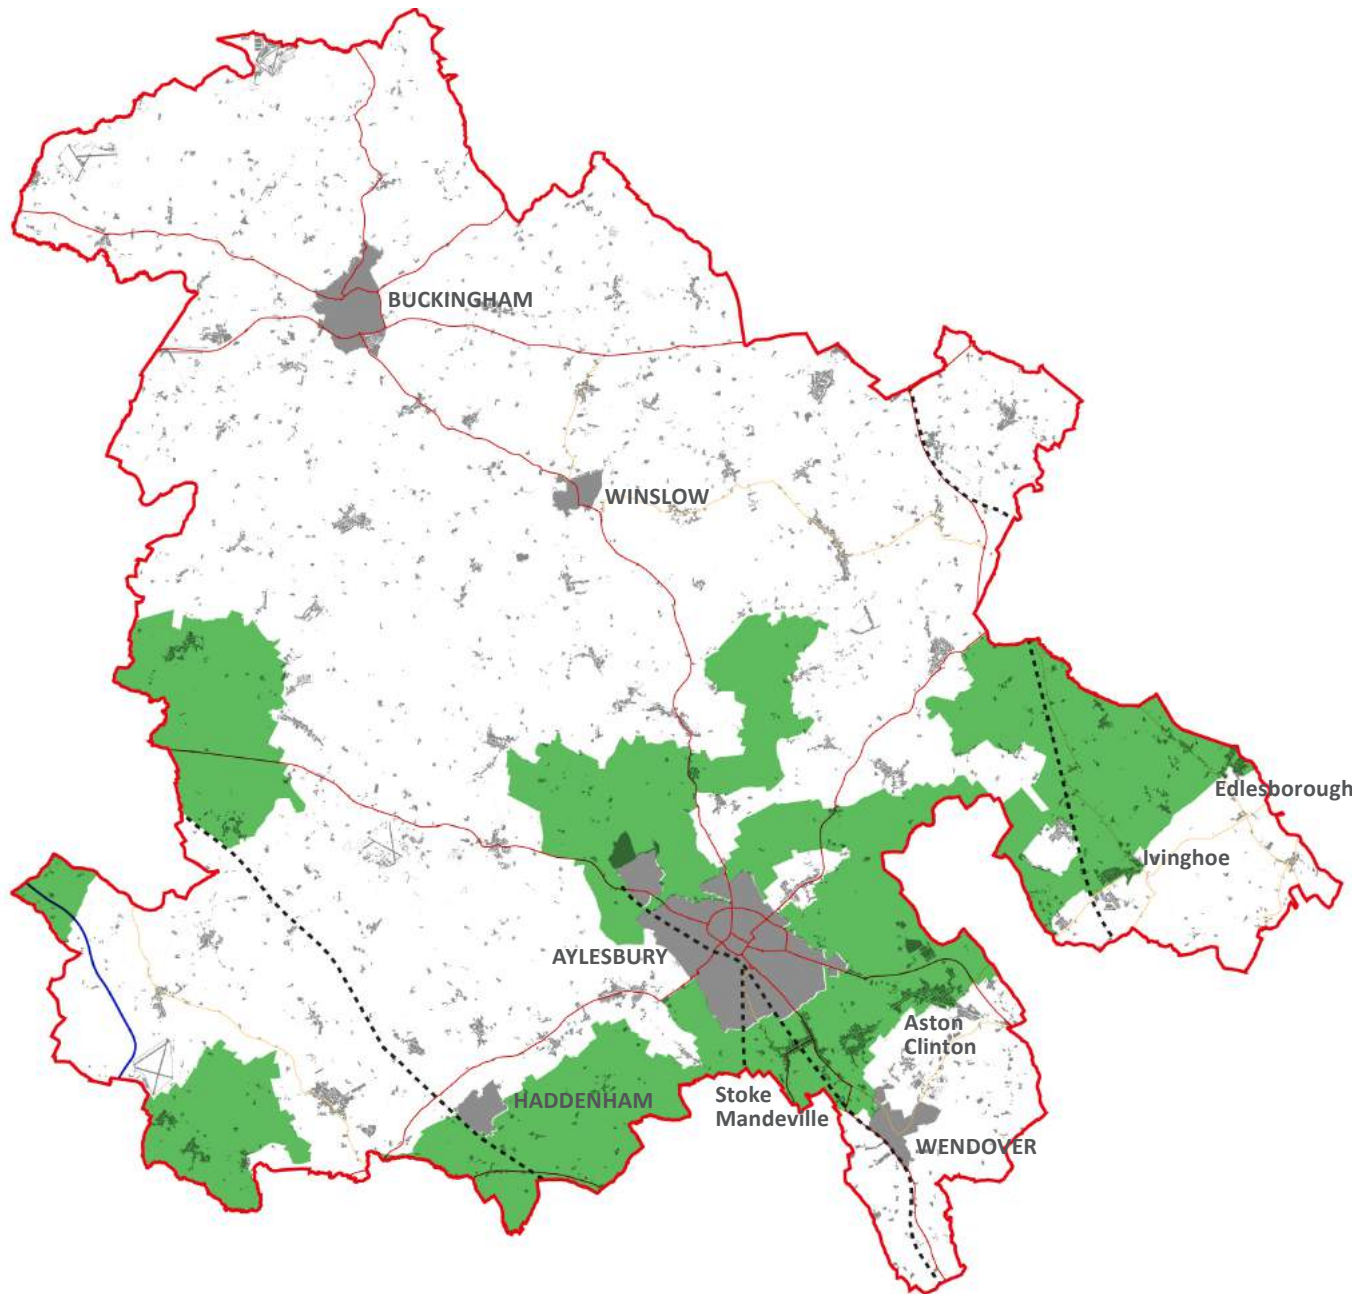 BUCKINGHAM
WINSLOW
Edlesborough
Ivinghoe
AYLESBURY
Aston
Clinton
HADDENHAM
Stoke
Mandeville
WENDOVER